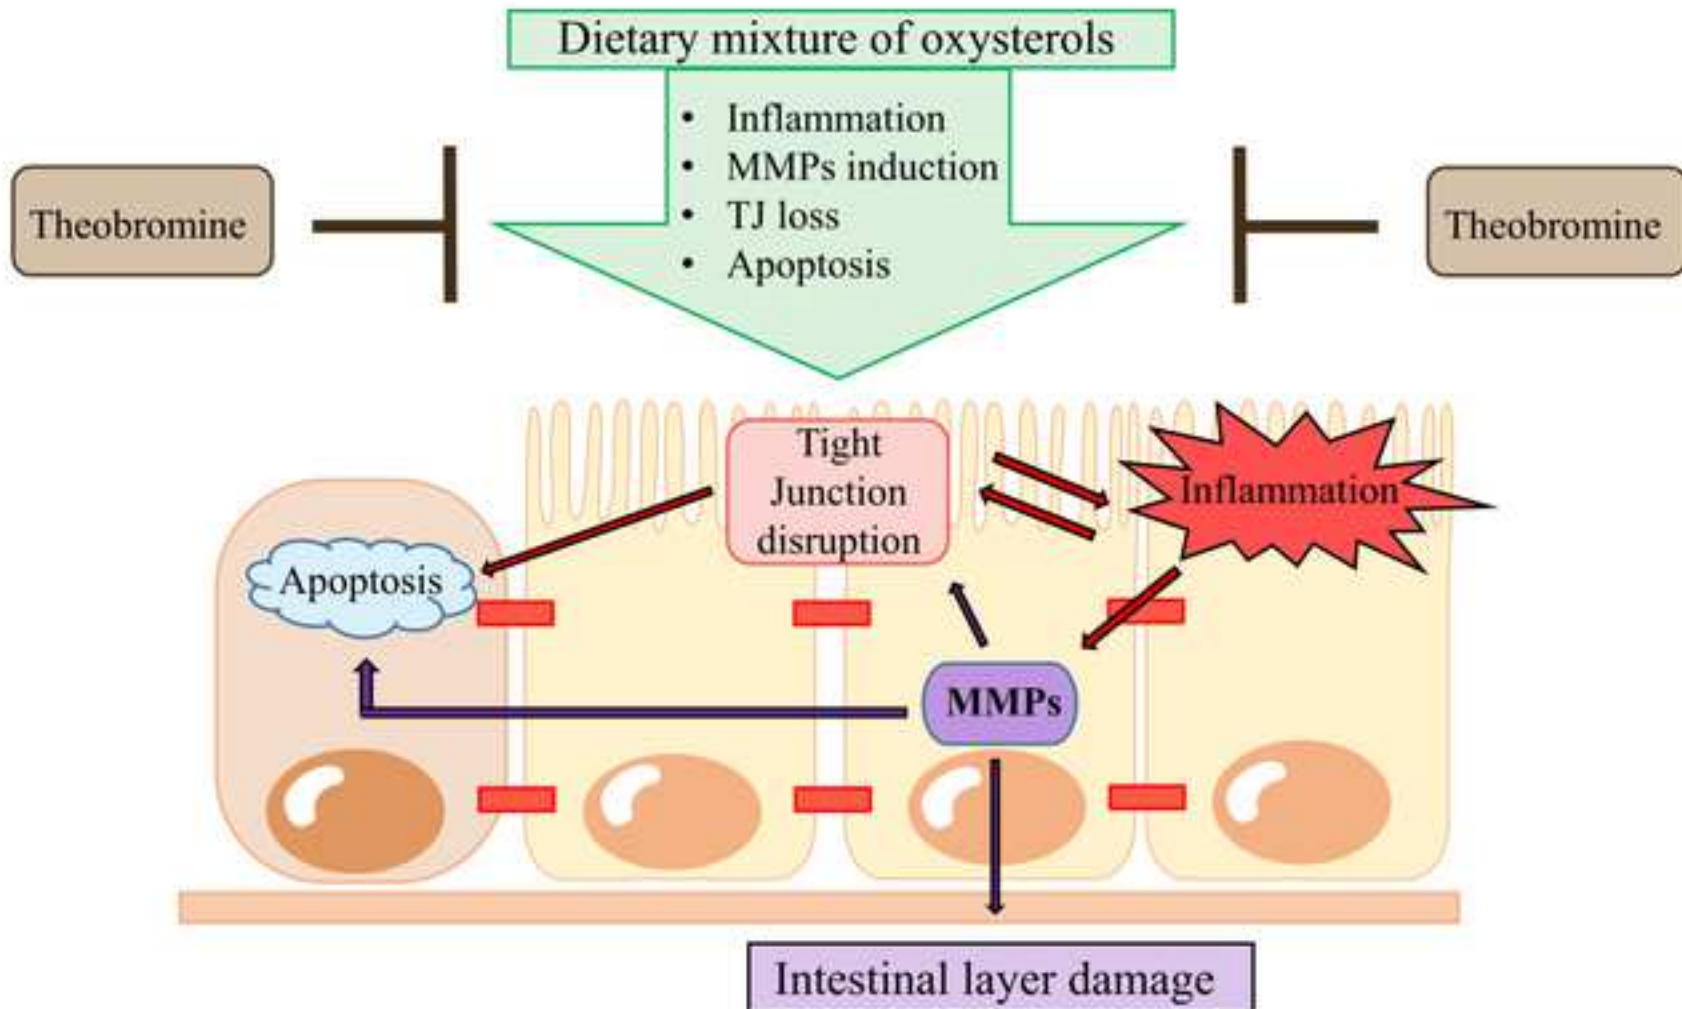 Dietary mixture of oxysterols
• Inflammation
• MMPs induction
• TJ loss
• Apoptosis
Theobromine
Theobromine
Tight
Junction
disruption
Inflammation
Apoptosis
MMPs
Intestinal layer damage